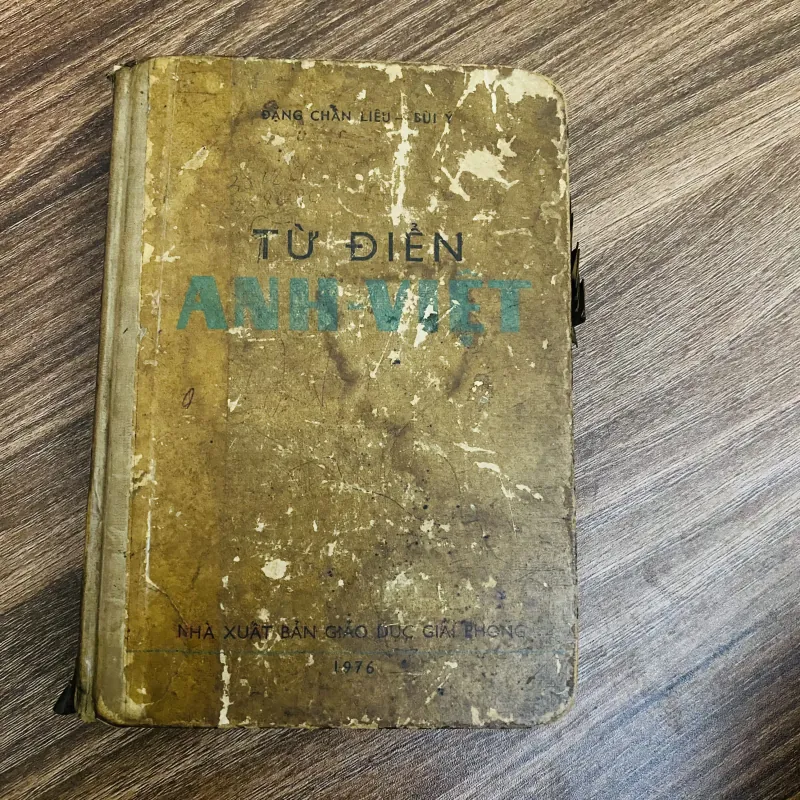 ĐẶNG CHẤN LIÊU - BÙI Ý
TỪ ĐIỂN
ANH-VIỆT
NHÀ XUẤT BẢN GIÁO DỤC GIẢI PHÓNG
1976